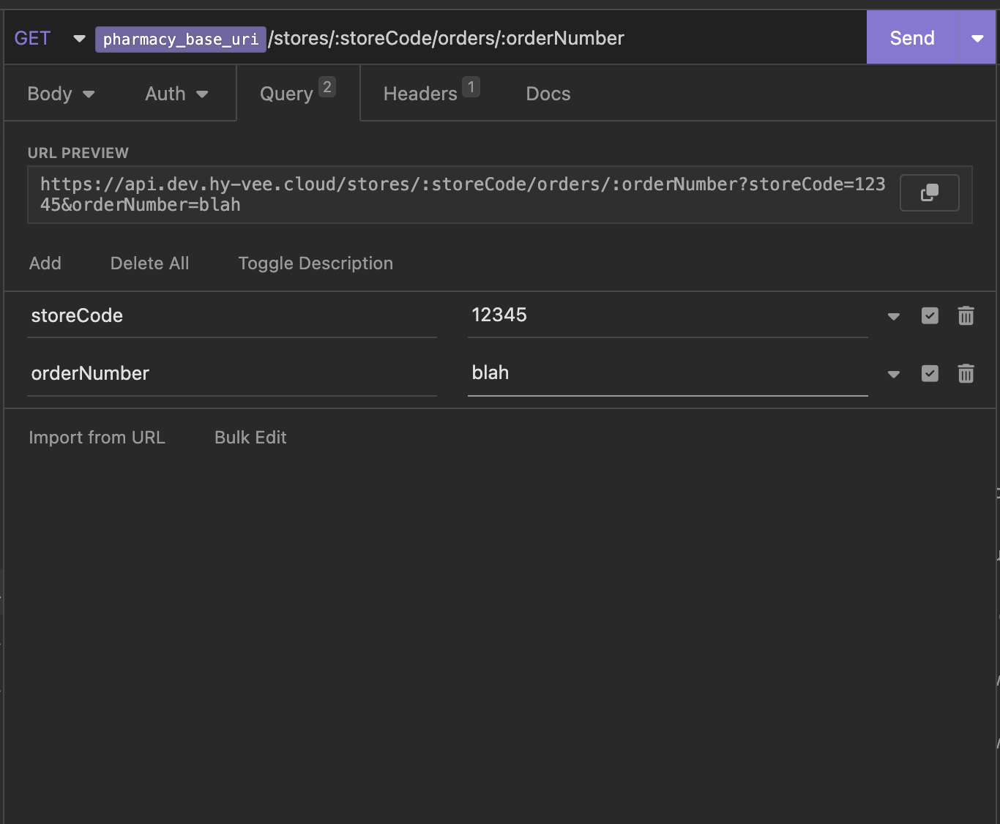 GET pharmacy_base_uri/stores/:storeCode/orders/:orderNumber Send
Body Auth Query 2 Headers 1 Docs
URL PREVIEW
https://api.dev.hy-vee.cloud/stores/:storeCode/orders/:orderNumber?storeCode=123
45&orderNumber=blah
Add Delete All Toggle Description
storeCode 12345
orderNumber blah
Import from URL Bulk Edit